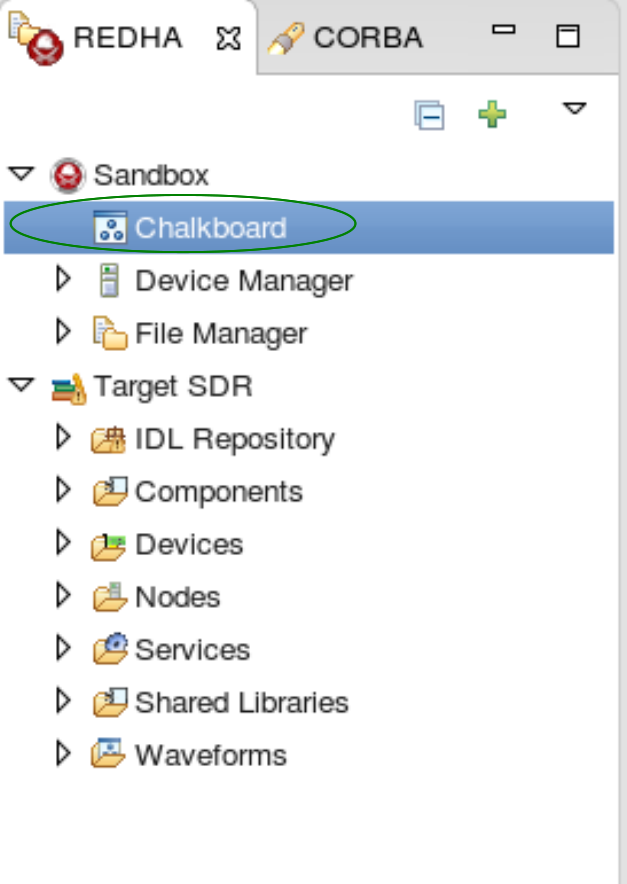 REDHA CORBA
Sandbox
Chalkboard
Device Manager
File Manager
Target SDR
IDL Repository
Components
Devices
Nodes
Services
Shared Libraries
Waveforms